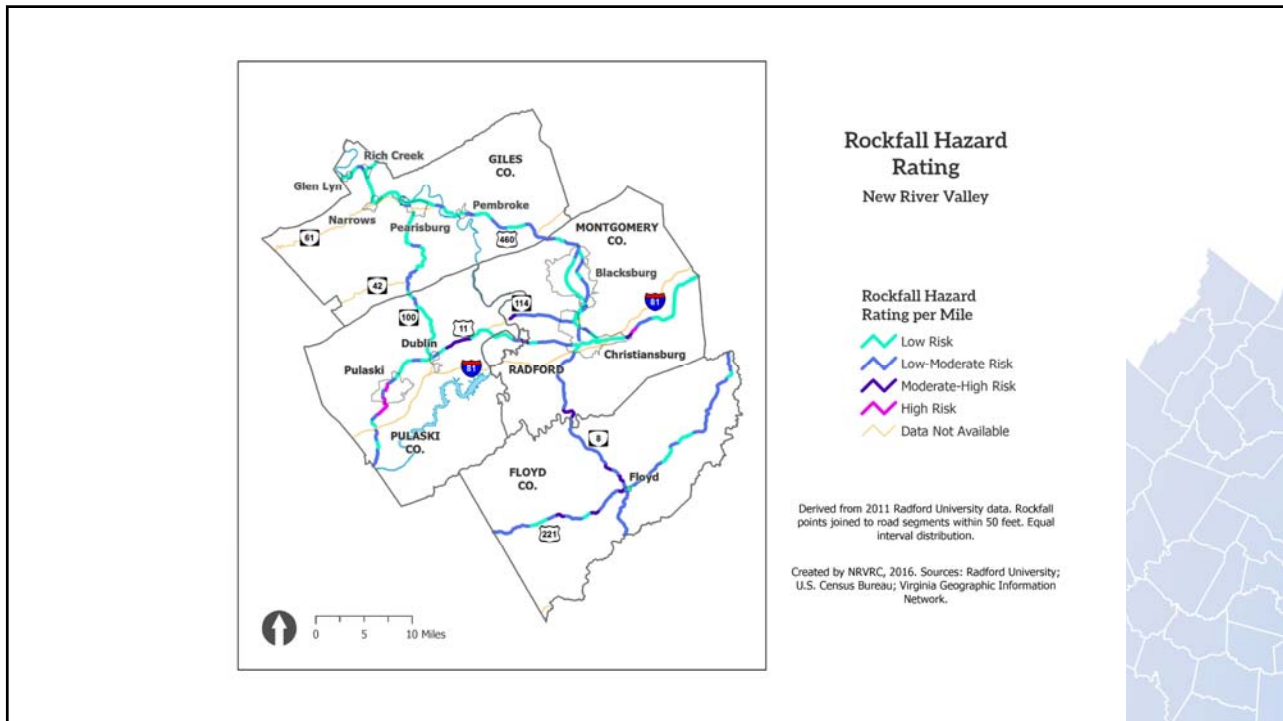 Rich Creek
GILES
CO.
Glen Lyn
Pembroke
Narrows
Pearisburg
MONTGOMERY
CO.
61
460
Blacksburg
42
81
114
100
11
Dublin
Christiansburg
Pulaski
81
RADFORD
PULASKI
CO.
8
FLOYD
CO.
Floyd
221
0 5 10 Miles
Rockfall Hazard
Rating
New River Valley
Rockfall Hazard
Rating per Mile
Low Risk
Low-Moderate Risk
Moderate-High Risk
High Risk
Data Not Available
Derived from 2011 Radford University data. Rockfall
points joined to road segments within 50 feet. Equal
interval distribution.
Created by NRVRC, 2016. Sources: Radford University;
U.S. Census Bureau; Virginia Geographic Information
Network.